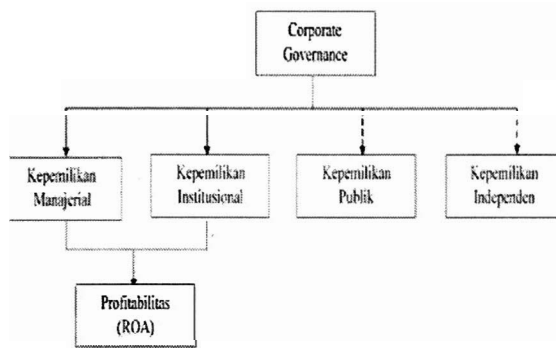 Corporate
Governance
Kepemilikan
Manajerial
Kepemilikan
Institusional
Kepemilikan
Publik
Kepemilikan
Independen
Profitabilitas
(ROA)